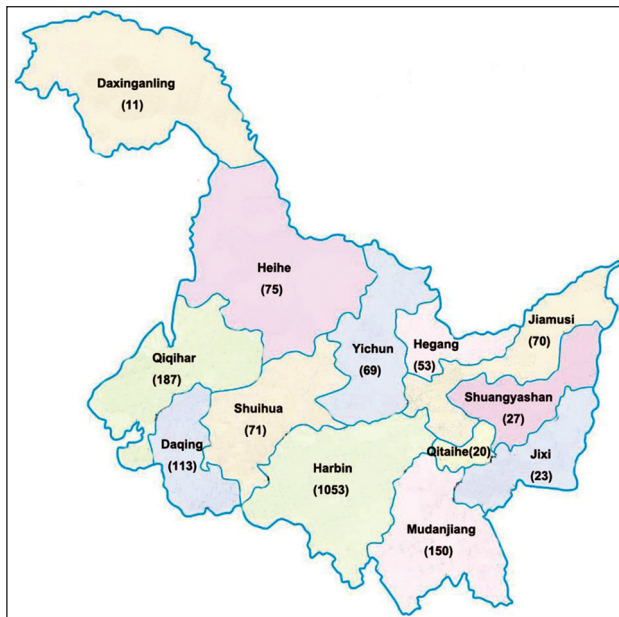 Daxinganling
(11)
Heihe
(75)
Jiamusi
(70)
Hegang
(53)
Yichun
(69)
Qiqihar
(187)
Shuangyashan
(27)
Shuihua
(71)
Daqing
(113)
Qitaihe(20)
Jixi
(23)
Harbin
(1053)
Mudanjiang
(150)